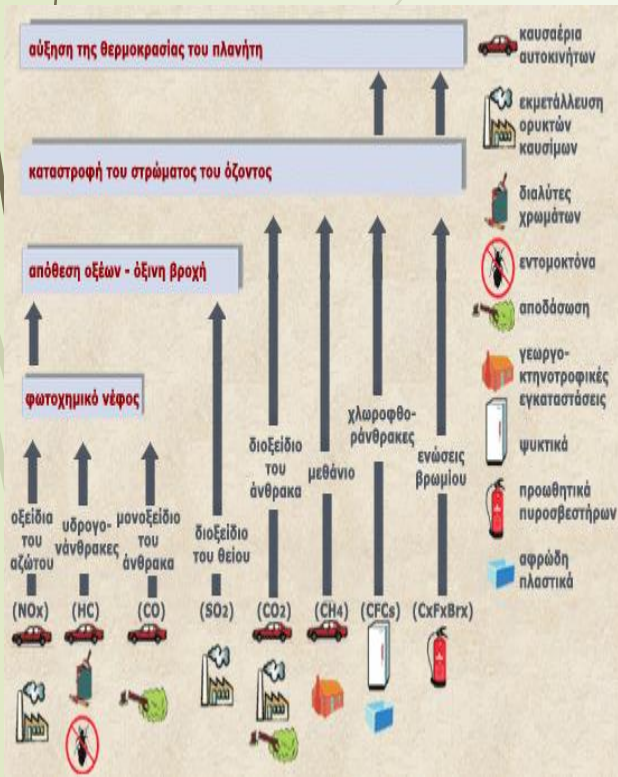 αύξηση της θερμοκρασίας του πλανήτη
καταστροφή του στρώματος του όζοντος
απόθεση οξέων - όξινη βροχή
φωτοχημικό νέφος
οξείδια
του
αζώτου
υδρογο-
νάνθρακες
μονοξείδιο
του
άνθρακα
διοξείδιο
του θείου
διοξείδιο
του
άνθρακα
μεθάνιο
χλωροφθο-
ράνθρακες
ενώσεις
βρωμίου
(NOx) (HC) (CO) (SO2) (CO2) (CH4) (CFCs) (CxFxBrx)
καυσαέρια
αυτοκινήτων
εκμετάλλευση
ορυκτών
καυσίμων
διαλύτες
χρωμάτων
εντομοκτόνα
αποδάσωση
γεωργο-
κτηνοτροφικές
εγκαταστάσεις
ψυκτικά
προωθητικά
πυροσβεστήρων
αφρώδη
πλαστικά